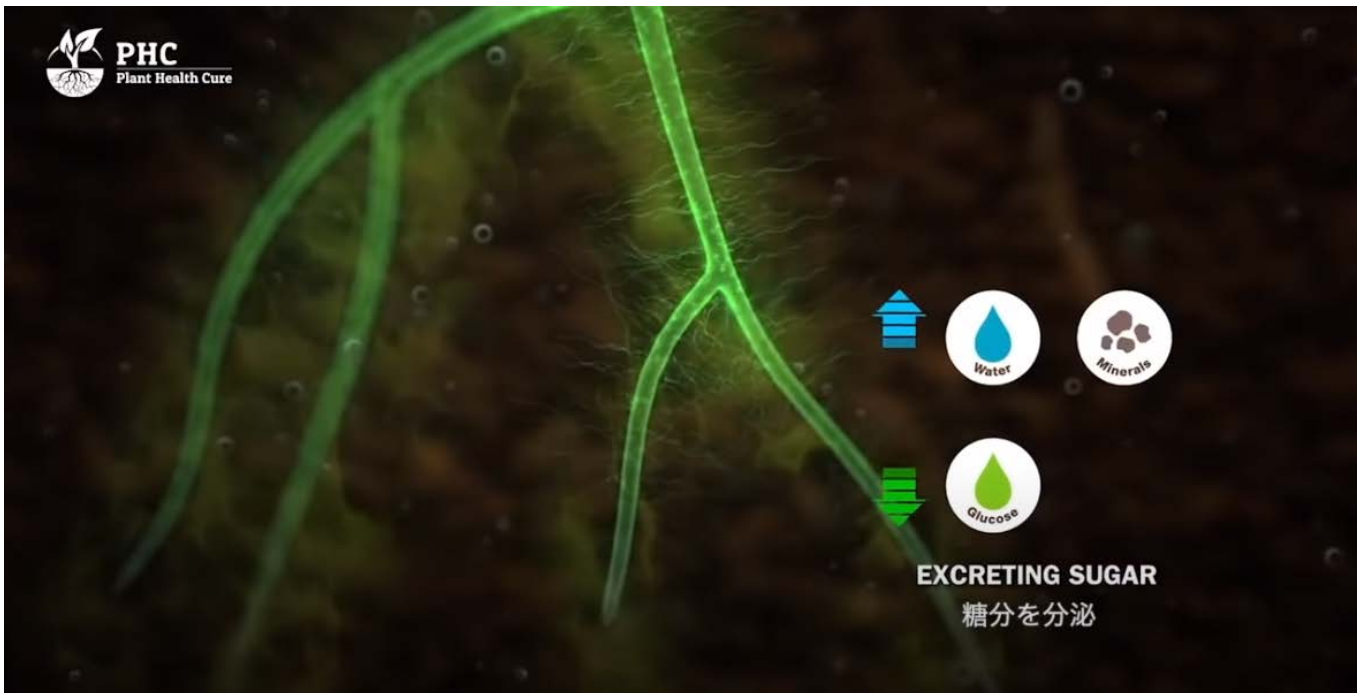 PHC
Plant Health Cure
Water
Minerals
Glucose
EXCRETING SUGAR
糖分を分泌